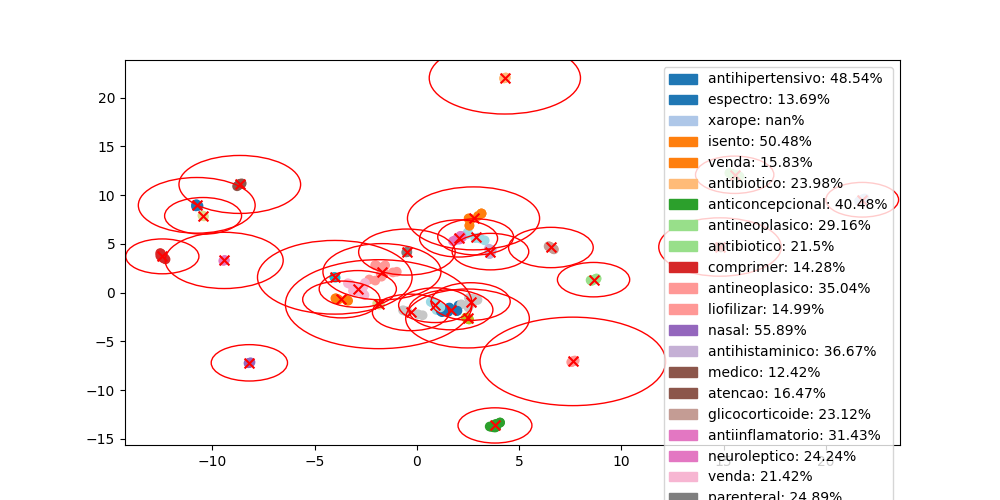 20
15
10
5
0
−5
−10
−15
−10
−5
0
5
10
15
20
antihipertensivo: 48.54%
espectro: 13.69%
xarope: nan%
isento: 50.48%
venda: 15.83%
antibiotico: 23.98%
anticoncepcional: 40.48%
antineoplasico: 29.16%
antibiotico: 21.5%
comprimer: 14.28%
antineoplasico: 35.04%
liofilizar: 14.99%
nasal: 55.89%
antihistaminico: 36.67%
medico: 12.42%
atencao: 16.47%
glicocorticoide: 23.12%
antiinflamatorio: 31.43%
neuroleptico: 24.24%
venda: 21.42%
parenteral: 24.89%